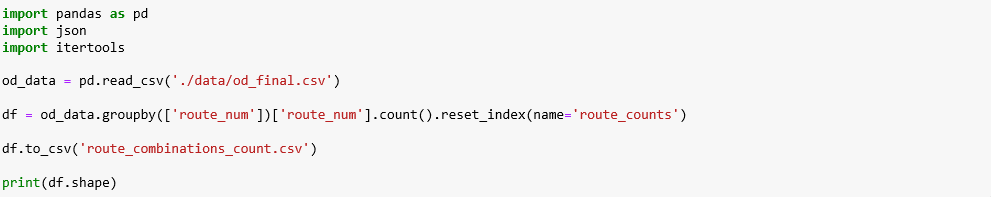 import pandas as pd
import json
import itertools
od_data = pd.read_csv('./data/od_final.csv')
df = od_data.groupby(['route_num'])['route_num'].count().reset_index(name='route_counts')
df.to_csv('route_combinations_count.csv')
print(df.shape)